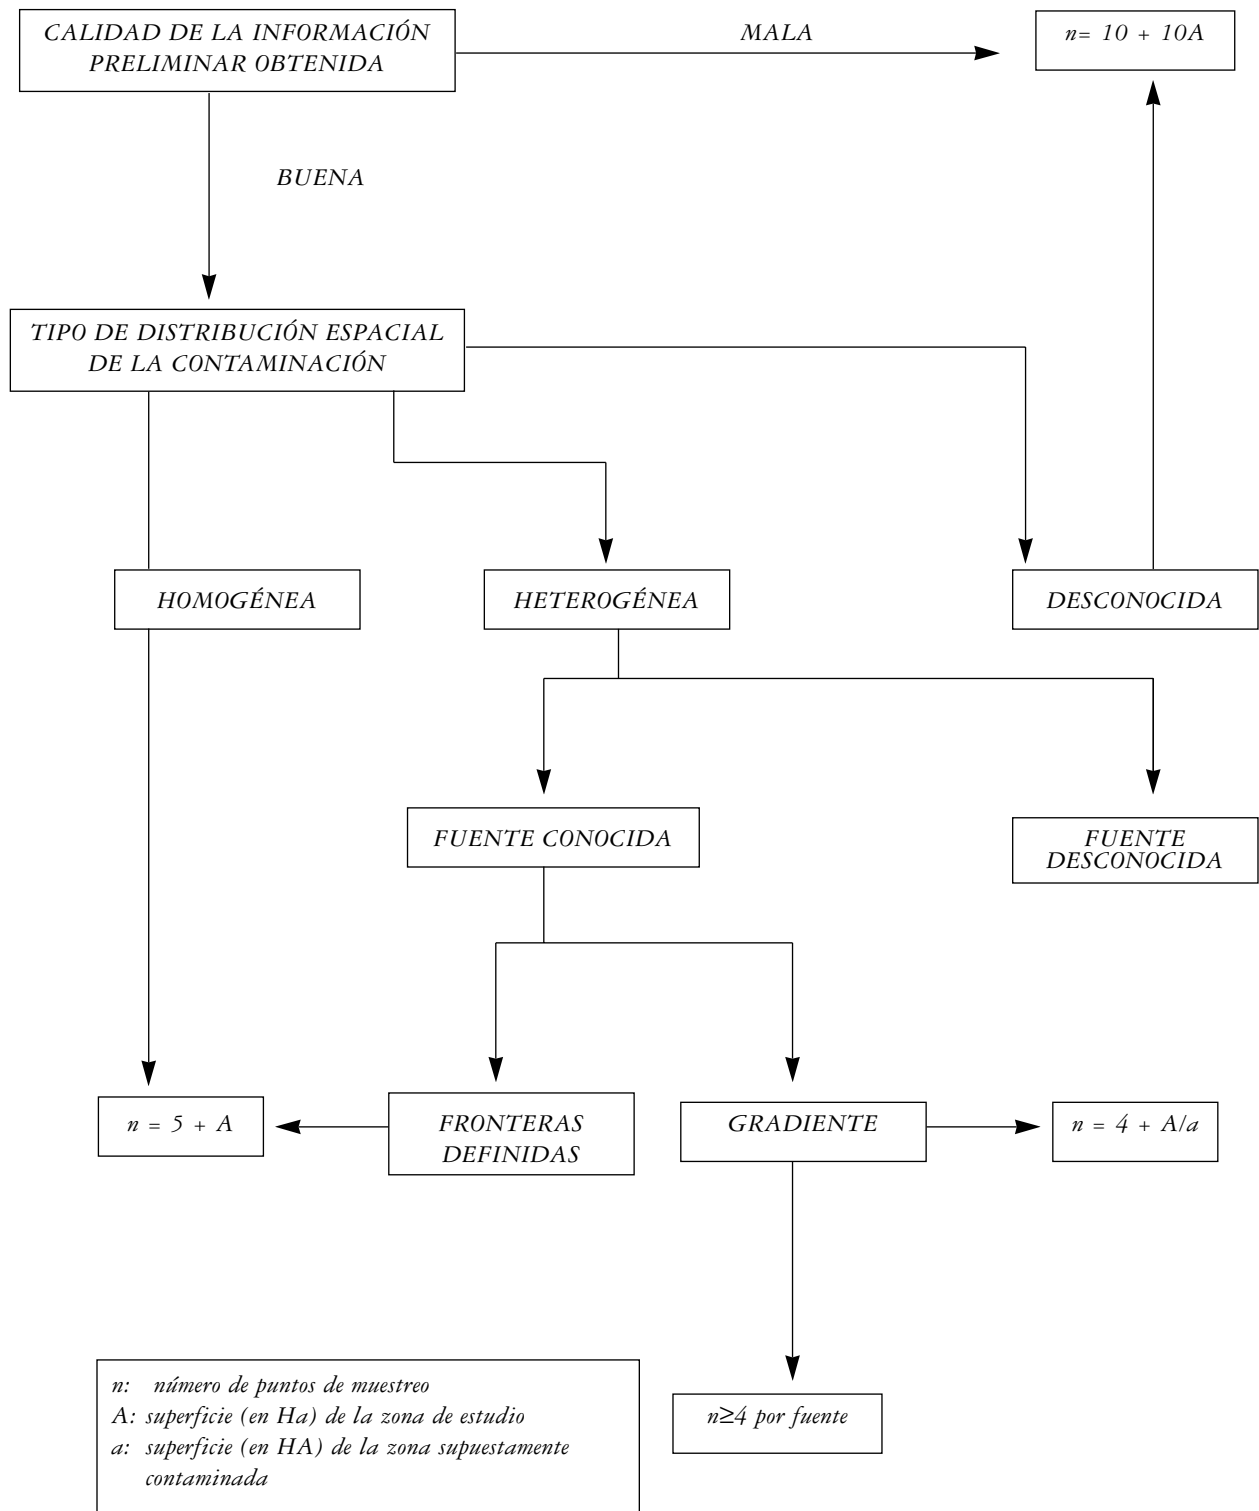 CALIDAD DE LA INFORMACIÓN
PRELIMINAR OBTENIDA
MALA
n= 10 + 10A
BUENA
TIPO DE DISTRIBUCIÓN ESPACIAL
DE LA CONTAMINACIÓN
HOMOGÉNEA
HETEROGÉNEA
DESCONOCIDA
FUENTE CONOCIDA
FUENTE
DESCONOCIDA
n = 5 + A
FRONTERAS
DEFINIDAS
GRADIENTE
n = 4 + A/a
n: número de puntos de muestreo
A: superficie (en Ha) de la zona de estudio
a: superficie (en HA) de la zona supuestamente
contaminada
n≥4 por fuente